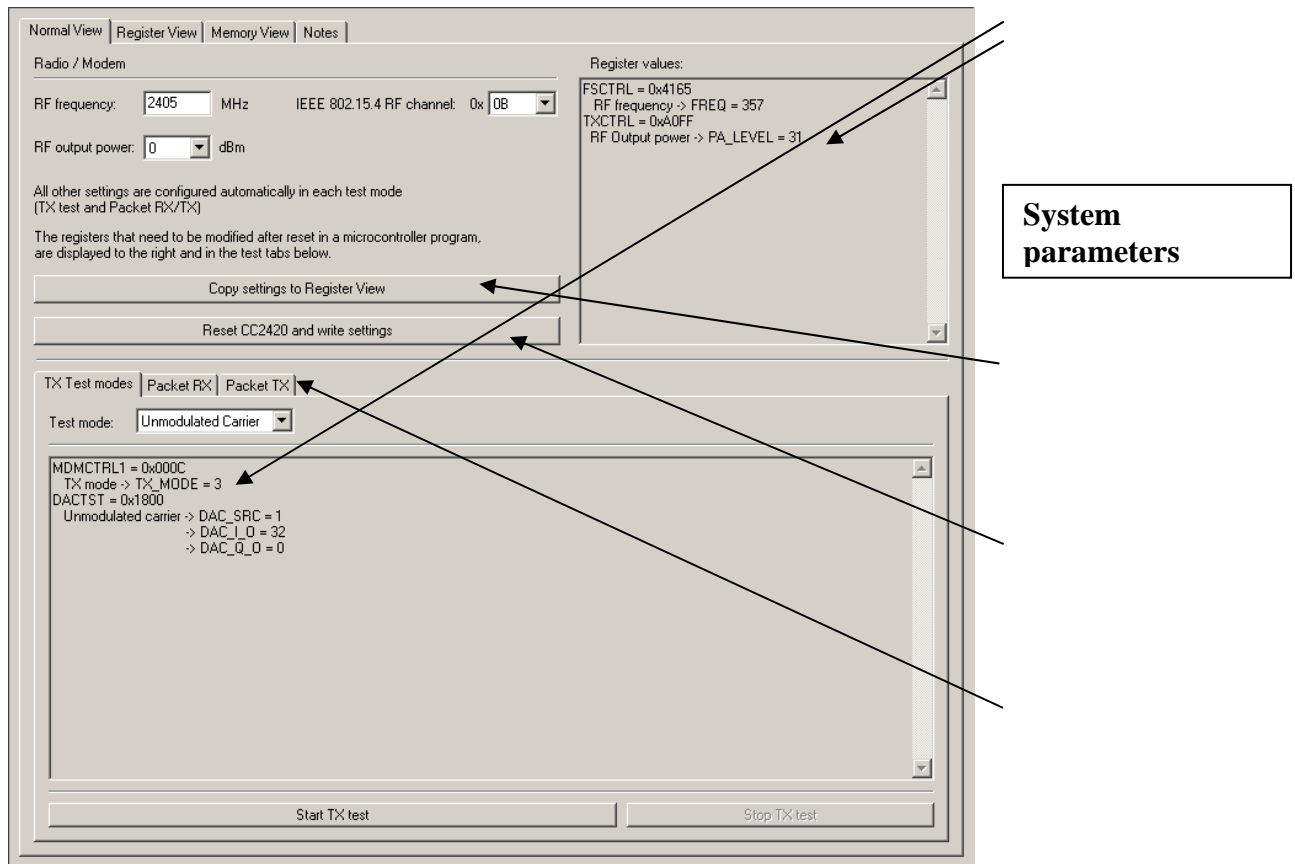 Normal View Register View Memory View Notes
Radio / Modem
RF frequency: 2405 MHz IEEE 802.15.4 RF channel: 0x 0B
RF output power: 0 dBm
All other settings are configured automatically in each test mode
(TX test and Packet RX/TX)
The registers that need to be modified after reset in a microcontroller program,
are displayed to the right and in the test tabs below.
Copy settings to Register View
Reset CC2420 and write settings
Register values:
FSCTRL = 0x4165
RF frequency -> FREQ = 357
TXCTRL = 0xA0FF
RF Output power -> PA_LEVEL = 31
System
parameters
TX Test modes Packet RX Packet TX
Test mode: Unmodulated Carrier
MDMCTRL1 = 0x000C
TX mode -> TX_MODE = 3
DACTST = 0x1800
Unmodulated carrier -> DAC_SRC = 1
-> DAC_I_O = 32
-> DAC_Q_O = 0
Start TX test
Stop TX test